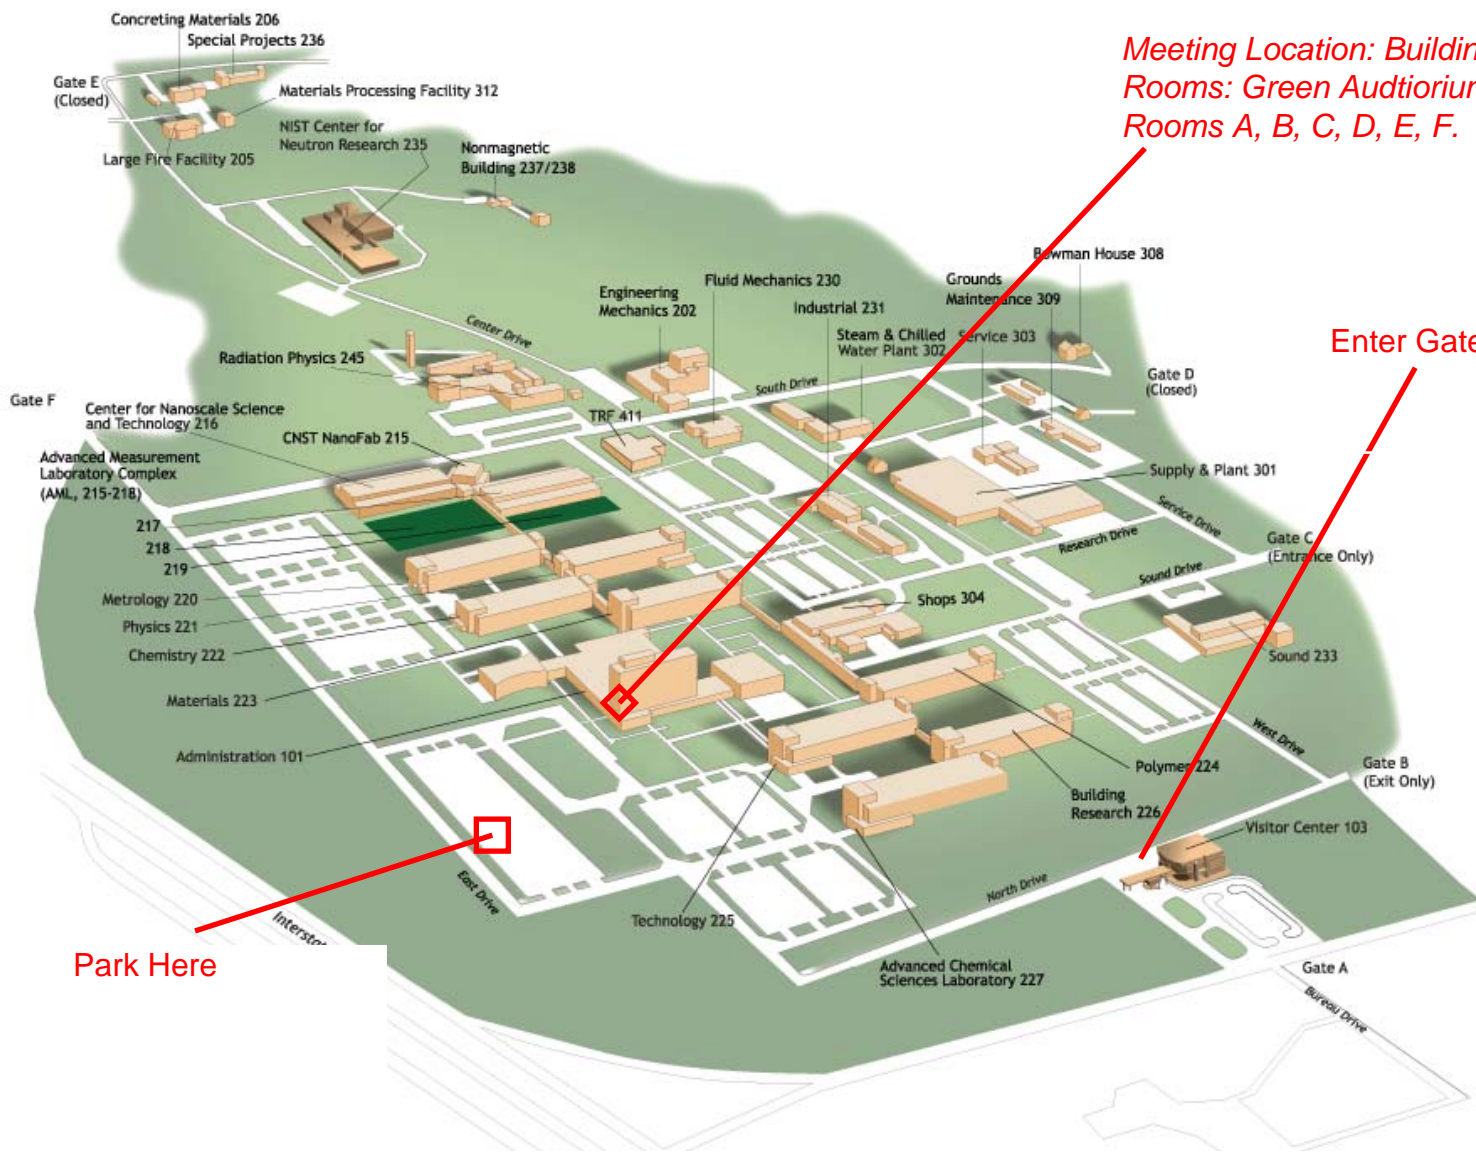 Concreting Materials 206
Special Projects 236
Gate E
(Closed)
Materials Processing Facility 312
NIST Center for
Neutron Research 235
Large Fire Facility 205
Nonmagnetic
Building 237/238
Meeting Location: Buildin
Rooms: Green Audtiorium
Rooms A, B, C, D, E, F.
Bowman House 308
Grounds
Maintenance 309
Fluid Mechanics 230
Engineering
Mechanics 202
Industrial 231
Steam & Chilled
Water Plant 302
Service 303
Enter Gate
Center Drive
Radiation Physics 245
South Drive
Gate D
(Closed)
Gate F
Center for Nanoscale Science
and Technology 216
TRF 411
CNST NanoFab 215
Advanced Measurement
Laboratory Complex
(AML, 215-218)
Supply & Plant 301
217
218
219
Service Drive
Research Drive
Gate C
(Entrance Only)
Sound Drive
Metrology 220
Physics 221
Chemistry 222
Shops 304
Sound 233
Materials 223
Administration 101
West Drive
Polymer 224
Gate B
(Exit Only)
Building
Research 226
Visitor Center 103
East Drive
North Drive
Technology 225
Park Here
Advanced Chemical
Sciences Laboratory 227
Gate A
Bureau Drive